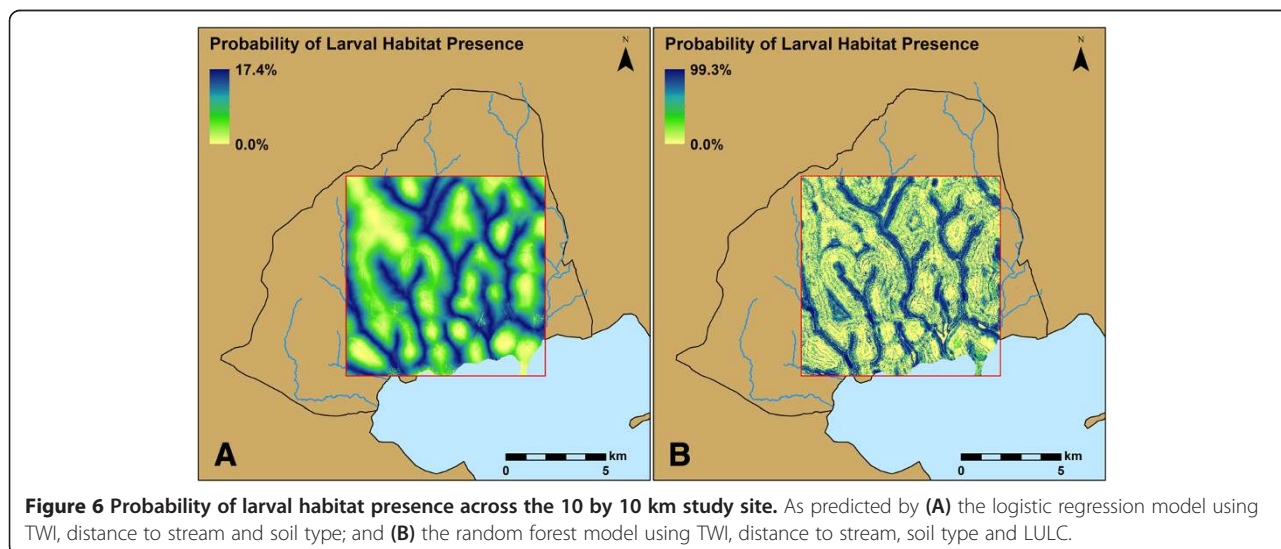 Probability of Larval Habitat Presence
N
17.4%
0.0%
A
km
0 5
Probability of Larval Habitat Presence
N
99.3%
0.0%
B
km
0 5
Figure 6 Probability of larval habitat presence across the 10 by 10 km study site. As predicted by (A) the logistic regression model using
TWI, distance to stream and soil type; and (B) the random forest model using TWI, distance to stream, soil type and LULC.